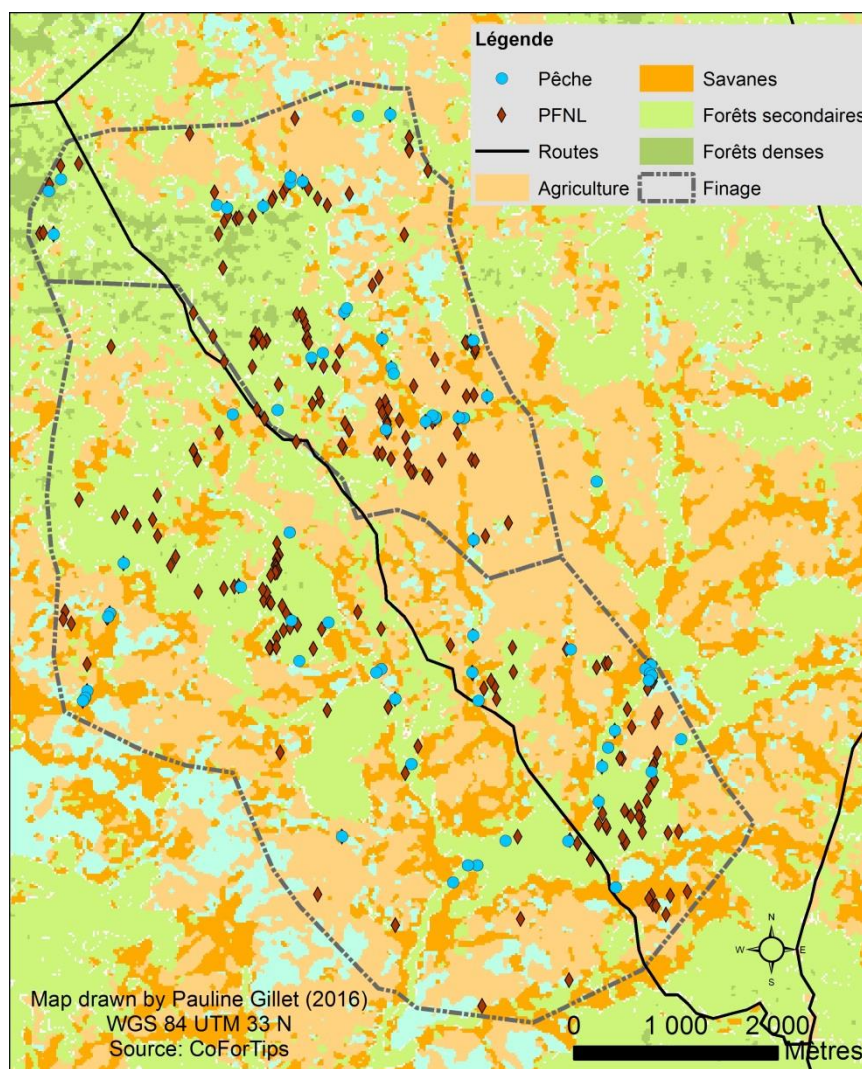 Légende
Pêche
Savanes
PFNL
Forêts secondaires
Routes
Forêts denses
Agriculture
Finage
N
W
E
S
Map drawn by Pauline Gillet (2016)
WGS 84 UTM 33 N
Source: CoForTips
0 1 000 2 000
Mètres